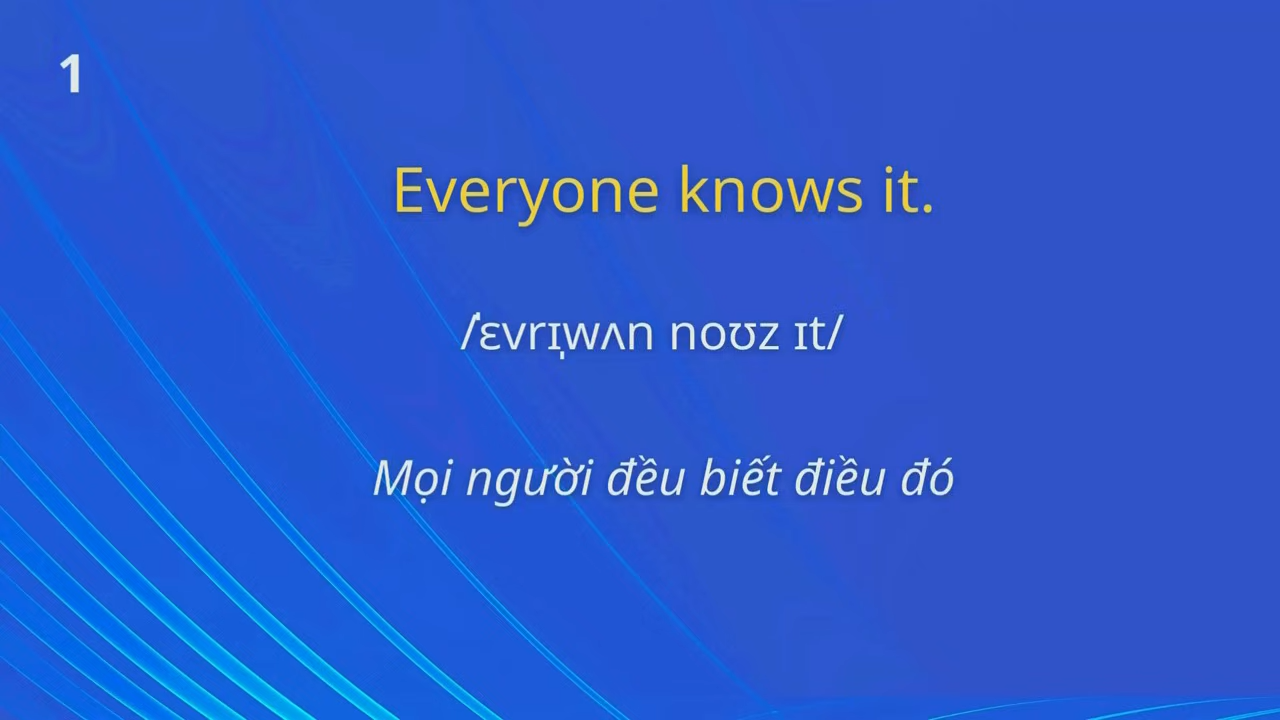 1
Everyone knows it.
/ˈɛvrɪˌwʌn noʊz ɪt/
Mọi người đều biết điều đó